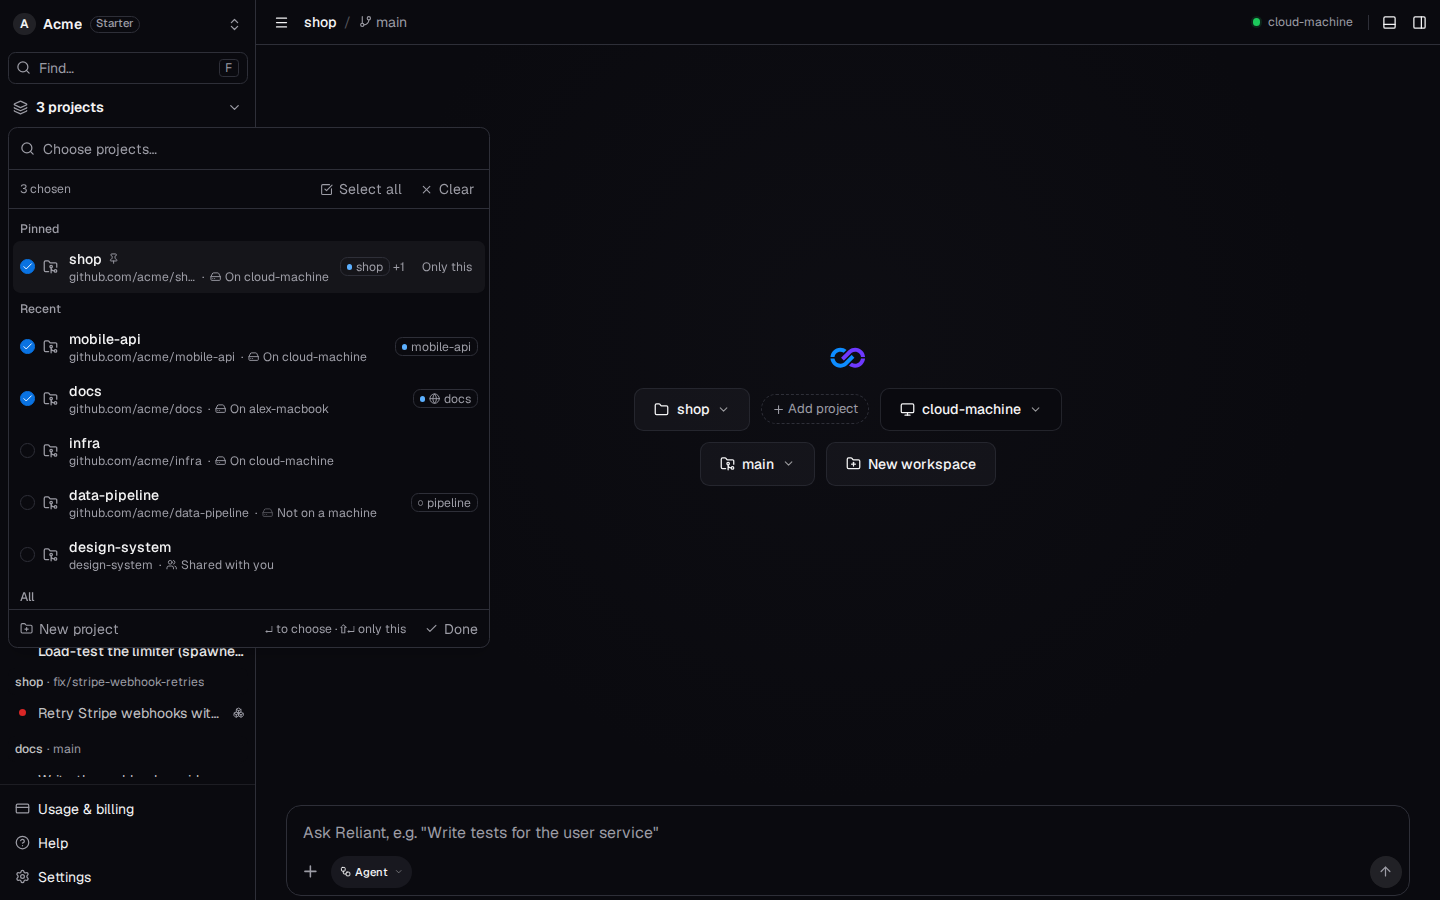 A Acme Starter
Find... F
3 projects
shop / main
cloud-machine
Choose projects...
3 chosen Select all Clear
Pinned
shop
github.com/acme/sh... · On cloud-machine
shop +1 Only this
Recent
mobile-api
github.com/acme/mobile-api · On cloud-machine
mobile-api
docs
github.com/acme/docs · On alex-macbook
docs
infra
github.com/acme/infra · On cloud-machine
data-pipeline
github.com/acme/data-pipeline · Not on a machine
pipeline
design-system
design-system · Shared with you
All
New project ↵ to choose · ⇧↵ only this Done
Load-test the limiter (spawne...
shop · fix/stripe-webhook-retries
Retry Stripe webhooks wit...
docs · main
Usage & billing
Help
Settings
shop + Add project cloud-machine
main New workspace
Ask Reliant, e.g. "Write tests for the user service"
Agent